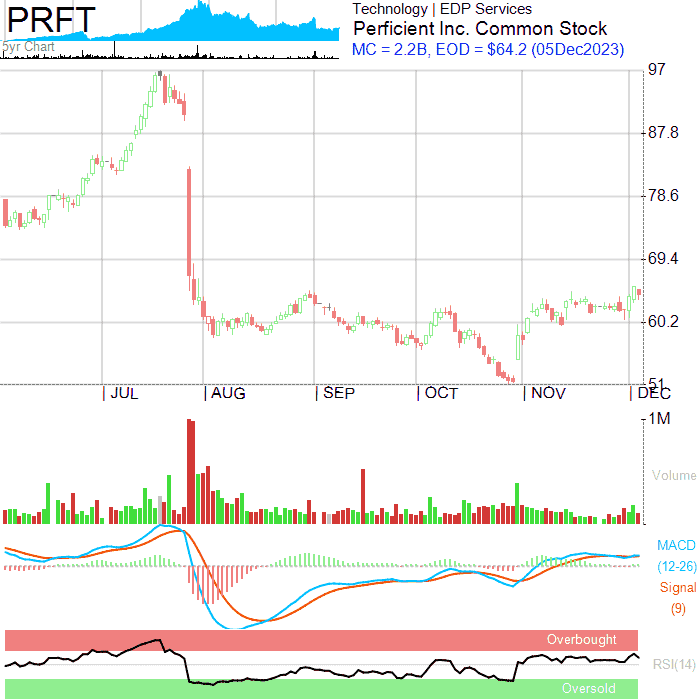 PRFT
5yr Chart
Technology | EDP Services
Perficient Inc. Common Stock
MC = 2.2B, EOD = $64.2 (05Dec2023)
97
87.8
78.6
69.4
60.2
51
JUL
AUG
SEP
OCT
NOV
DEC
1M
Volume
MACD
(12-26)
Signal
(9)
Overbought
RSI(14)
Oversold